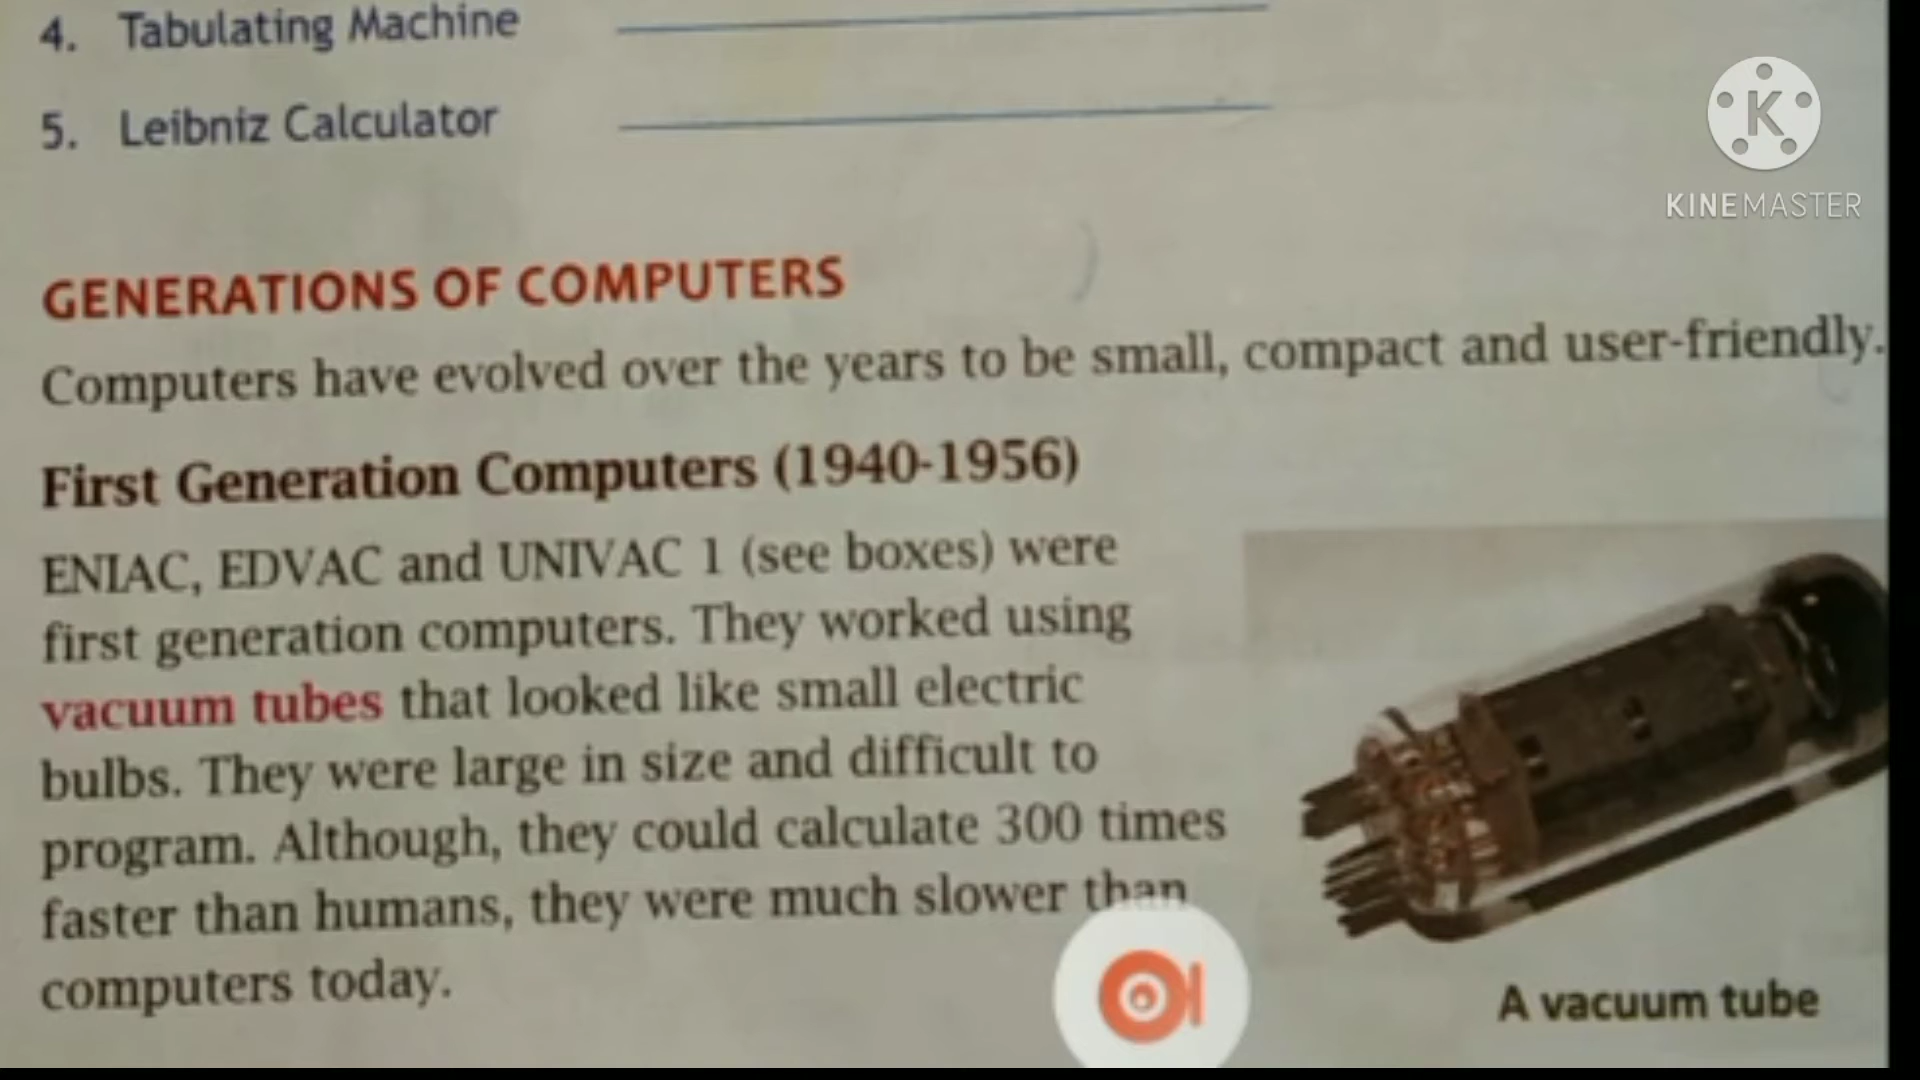 4. Tabulating Machine
5. Leibniz Calculator
KINEMASTER
GENERATIONS OF COMPUTERS
Computers have evolved over the years to be small, compact and user-friendly.
First Generation Computers (1940-1956)
ENIAC, EDVAC and UNIVAC 1 (see boxes) were
first generation computers. They worked using
vacuum tubes that looked like small electric
bulbs. They were large in size and difficult to
program. Although, they could calculate 300 times
faster than humans, they were much slower than
computers today.
A vacuum tube